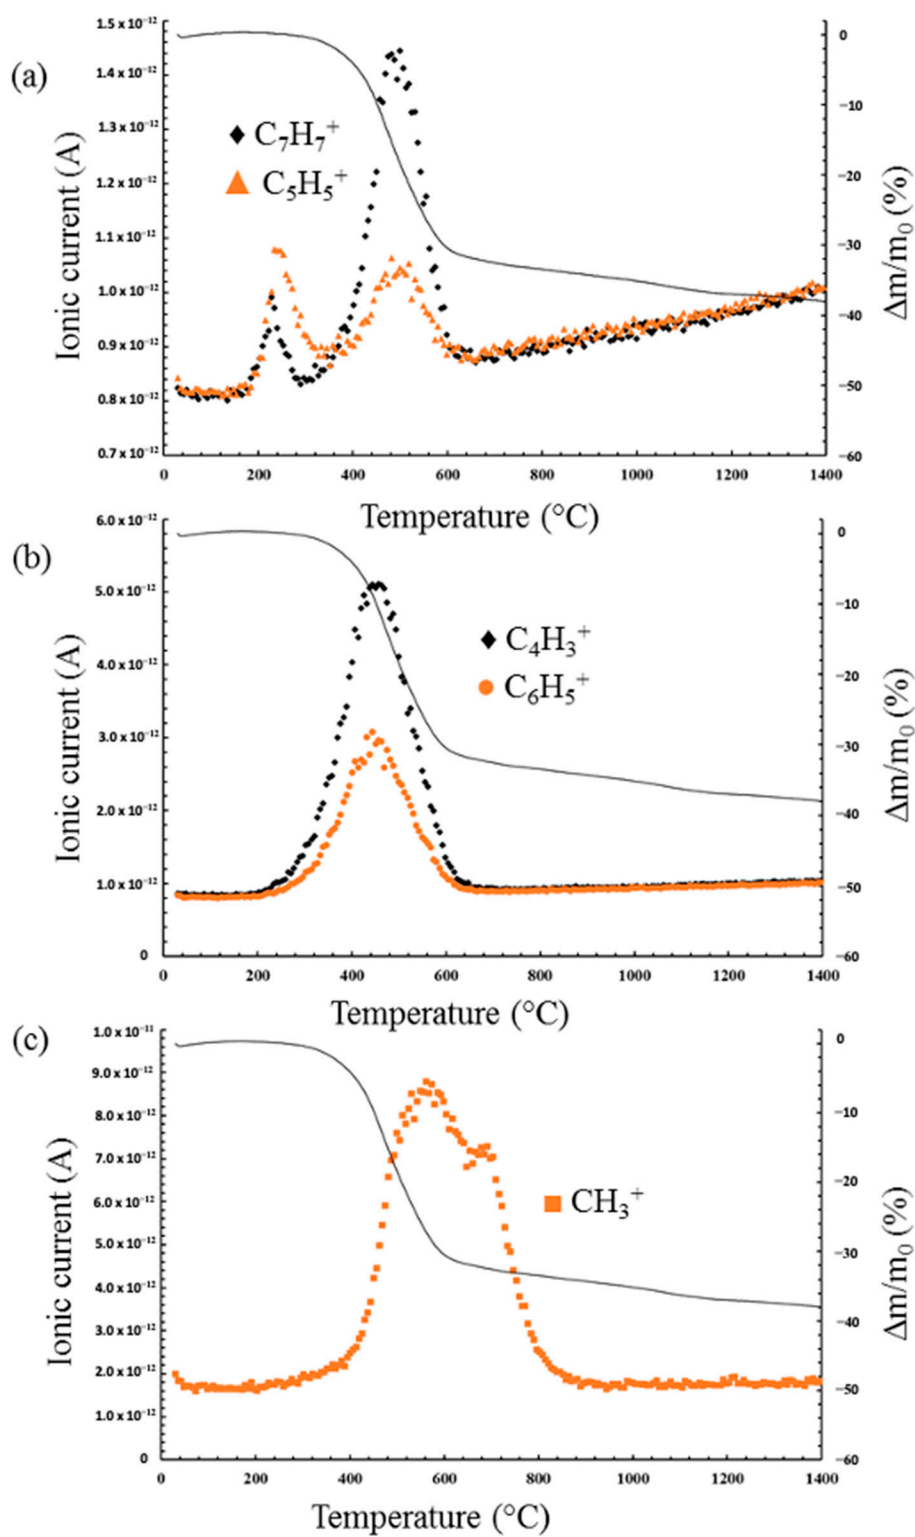 (a)
Ionic current (A)
1.5 x 10⁻¹²
1.4 x 10⁻¹²
1.3 x 10⁻¹²
1.2 x 10⁻¹²
1.1 x 10⁻¹²
1.0 x 10⁻¹²
0.9 x 10⁻¹²
0.8 x 10⁻¹²
0.7 x 10⁻¹²
C₇H₇⁺
C₅H₅⁺
0
−10
−20
−30
−40
−50
−60
Δm/m₀ (%)
0 200 400 600 800 1000 1200 1400
Temperature (°C)
(b)
Ionic current (A)
6.0 x 10⁻¹²
5.0 x 10⁻¹²
4.0 x 10⁻¹²
3.0 x 10⁻¹²
2.0 x 10⁻¹²
1.0 x 10⁻¹²
0
C₄H₃⁺
C₆H₅⁺
0
−10
−20
−30
−40
−50
−60
Δm/m₀ (%)
0 200 400 600 800 1000 1200 1400
Temperature (°C)
(c)
Ionic current (A)
1.0 x 10⁻¹¹
9.0 x 10⁻¹²
8.0 x 10⁻¹²
7.0 x 10⁻¹²
6.0 x 10⁻¹²
5.0 x 10⁻¹²
4.0 x 10⁻¹²
3.0 x 10⁻¹²
2.0 x 10⁻¹²
1.0 x 10⁻¹²
0
CH₃⁺
0
−10
−20
−30
−40
−50
−60
Δm/m₀ (%)
0 200 400 600 800 1000 1200 1400
Temperature (°C)